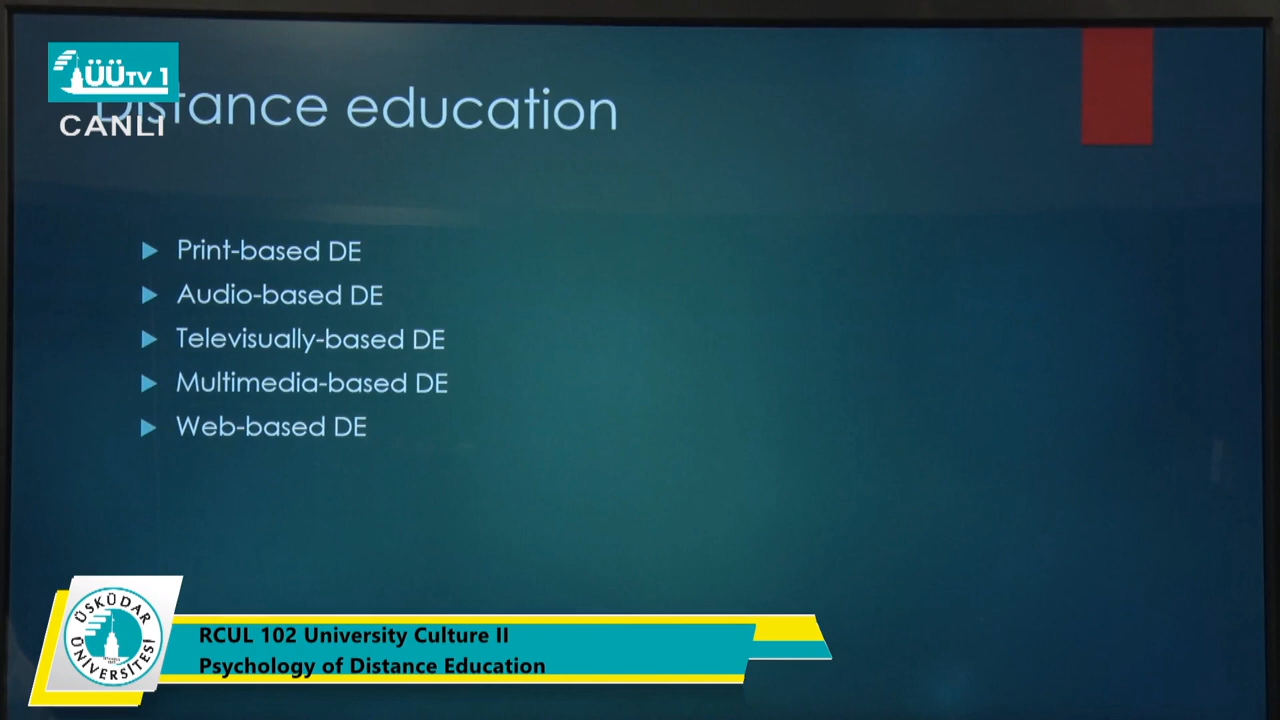 ÜÜTV 1
CANLI
Distance education
Print-based DE
Audio-based DE
Televisually-based DE
Multimedia-based DE
Web-based DE
ÜSKÜDAR ÜNİVERSİTESİ
RCUL 102 University Culture II
Psychology of Distance Education